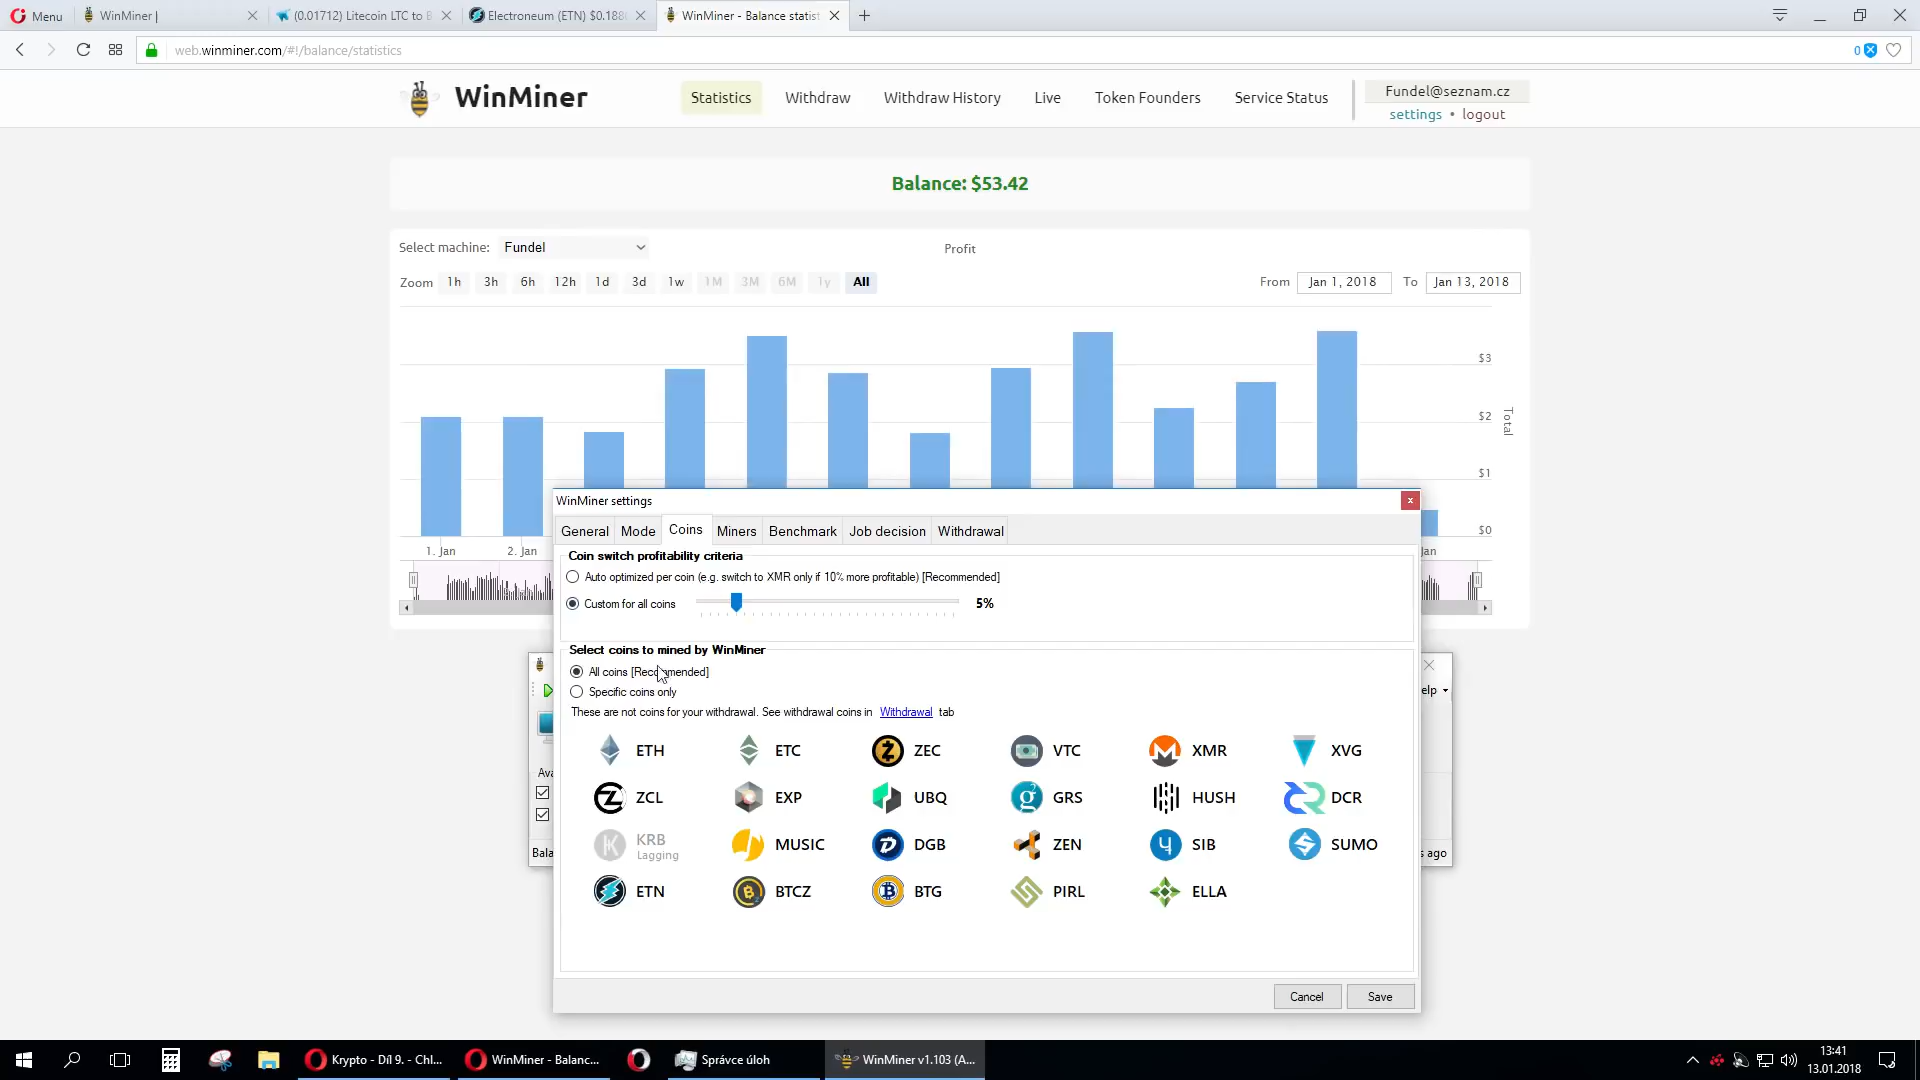 Menu
WinMiner |
(0.01712) Litecoin LTC to B
Electroneum (ETN) $0.188
WinMiner - Balance statist
web.winminer.com/#!/balance/statistics
0
WinMiner
Statistics
Withdraw
Withdraw History
Live
Token Founders
Service Status
Fundel@seznam.cz
settings • logout
Balance: $53.42
Select machine: Fundel
Profit
Zoom 1h 3h 6h 12h 1d 3d 1w 1M 3M 6M 1y All
From Jan 1, 2018 To Jan 13, 2018
$3
$2
$1
$0
Total
1. Jan
2. Jan
Jan
WinMiner settings
General
Mode
Coins
Miners
Benchmark
Job decision
Withdrawal
Coin switch profitability criteria
Auto optimized per coin (e.g. switch to XMR only if 10% more profitable) [Recommended]
Custom for all coins
5%
Select coins to mined by WinMiner
All coins [Recommended]
Specific coins only
These are not coins for your withdrawal. See withdrawal coins in Withdrawal tab
ETH ETC ZEC VTC XMR XVG
ZCL EXP UBQ GRS HUSH DCR
KRB MUSIC DGB ZEN SIB SUMO
Lagging
ETN BTCZ BTG PIRL ELLA
Cancel
Save
elp
Ava
Bala
s ago
Krypto - Díl 9. - Chl...
WinMiner - Balanc...
Správce úloh
WinMiner v1.103 (A...
13:41
13.01.2018